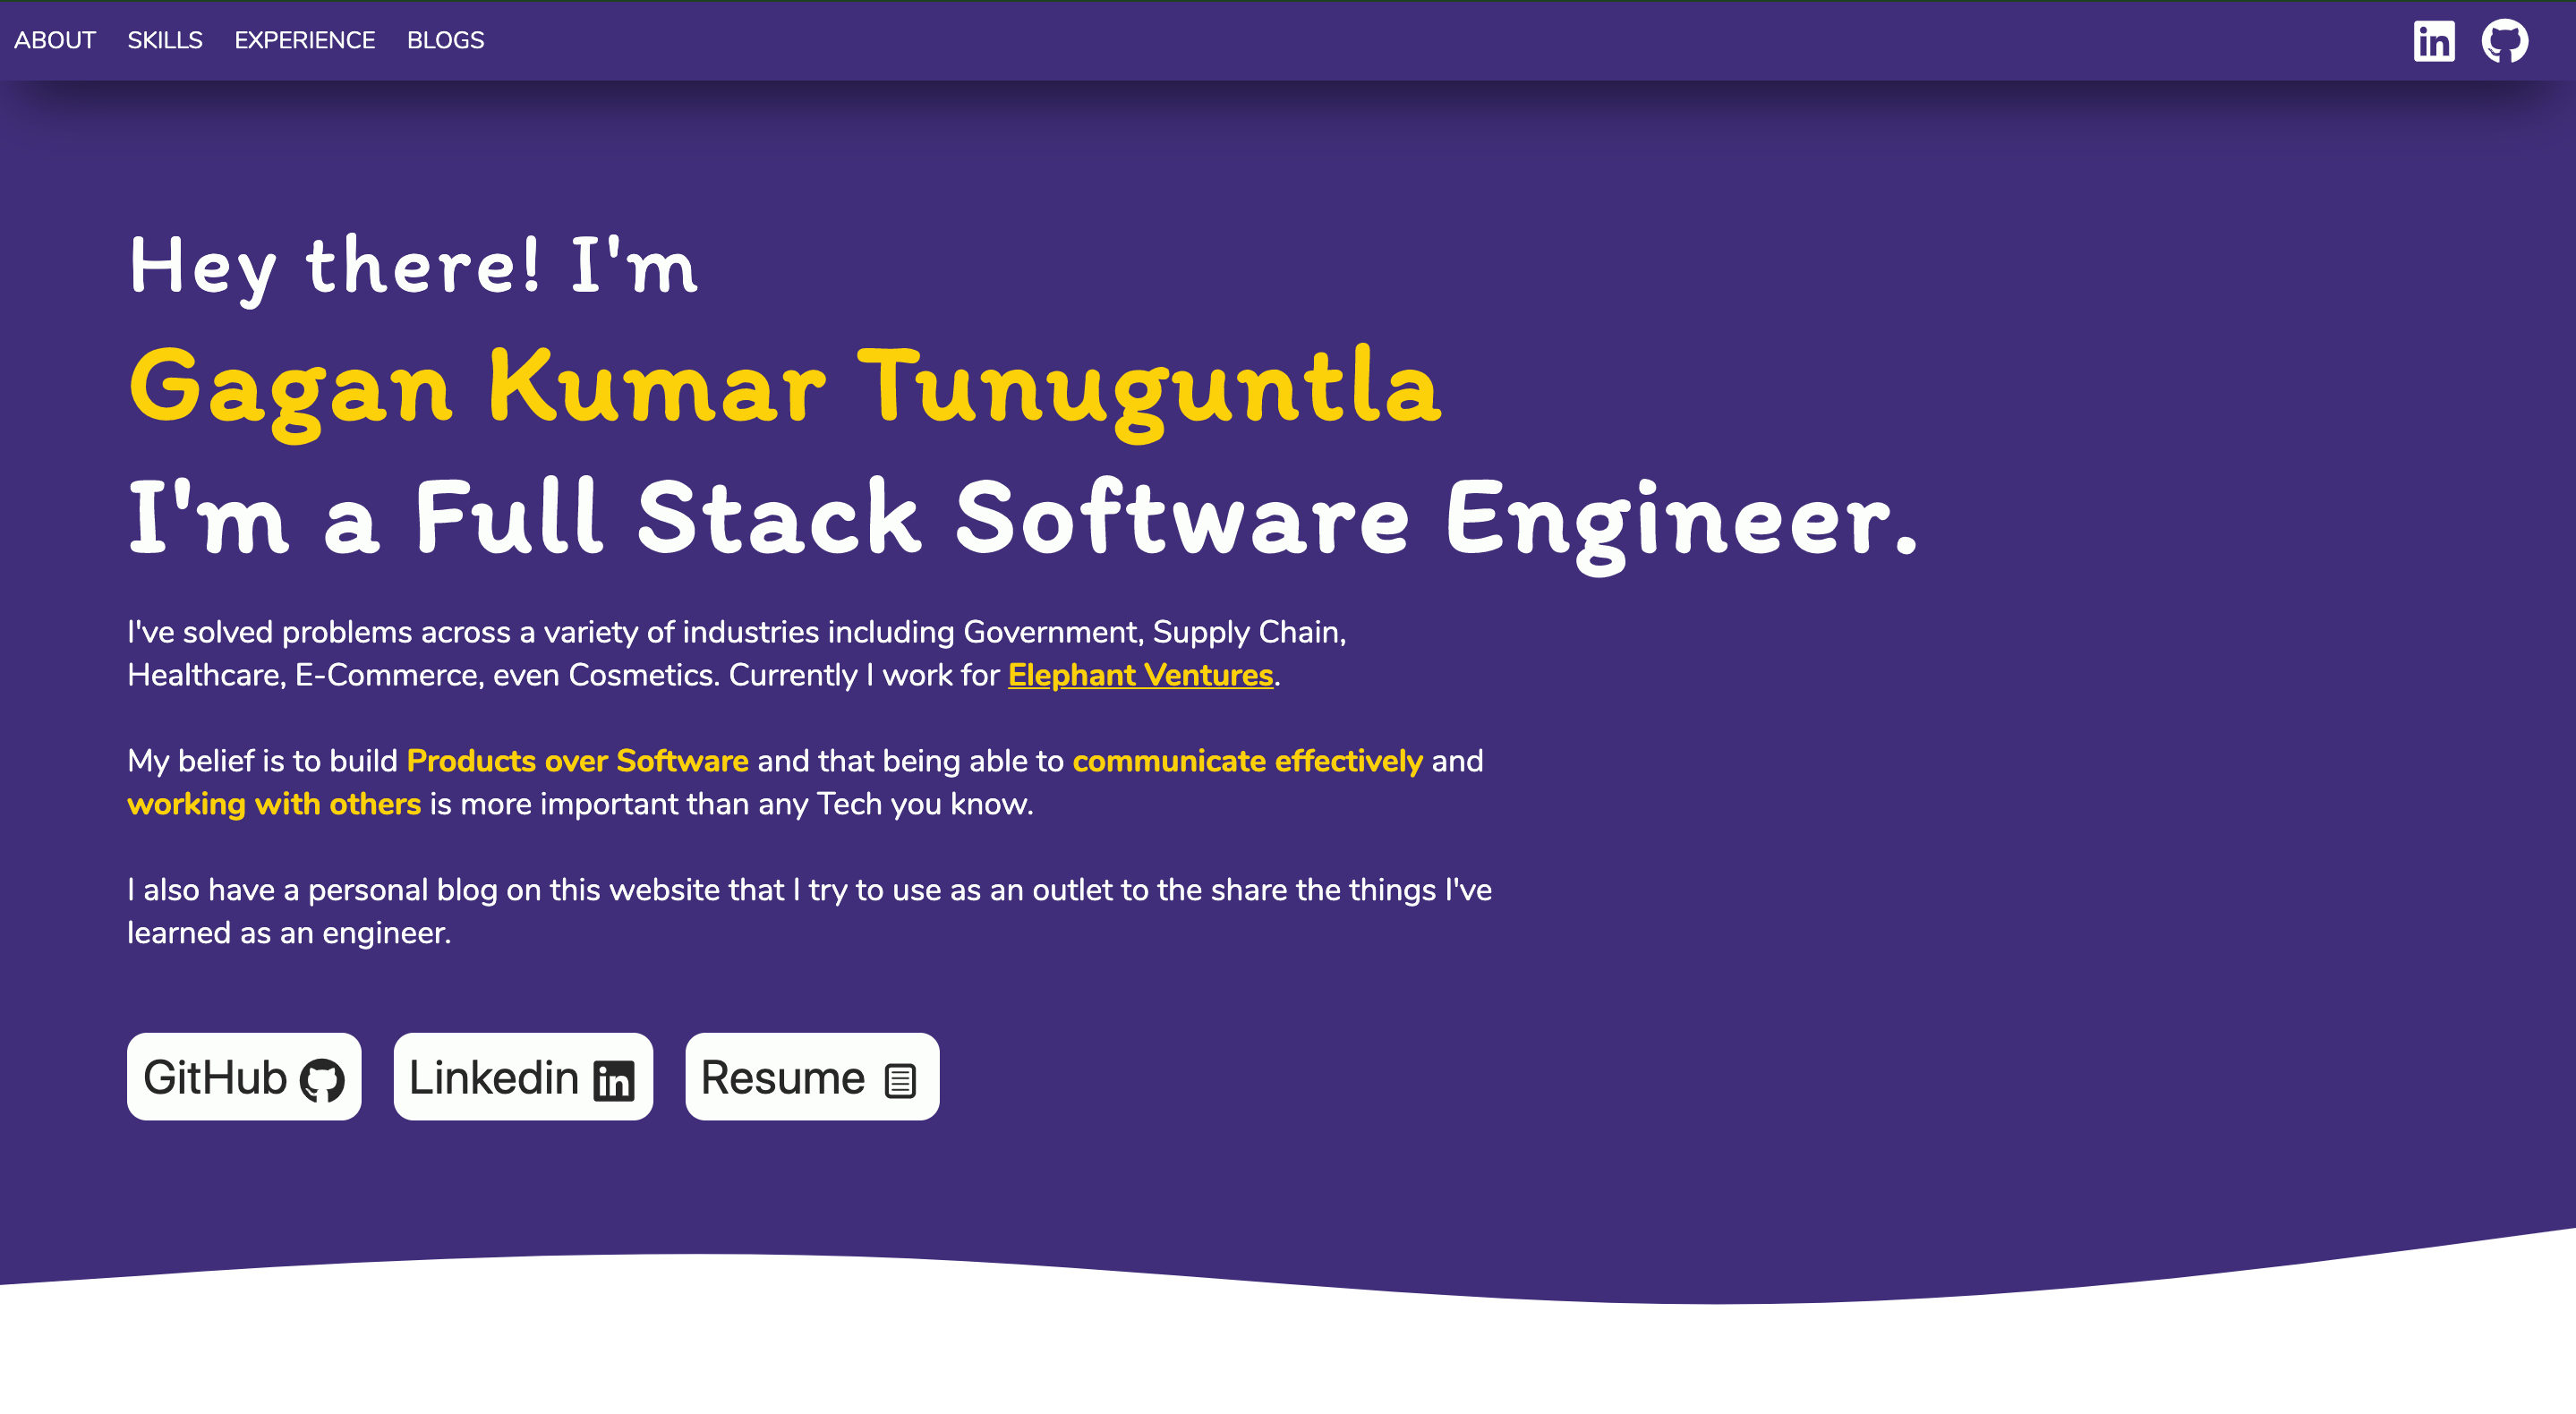 ABOUT SKILLS EXPERIENCE BLOGS
Hey there! I'm
Gagan Kumar Tunuguntla
I'm a Full Stack Software Engineer.
I've solved problems across a variety of industries including Government, Supply Chain,
Healthcare, E-Commerce, even Cosmetics. Currently I work for Elephant Ventures.
My belief is to build Products over Software and that being able to communicate effectively and
working with others is more important than any Tech you know.
I also have a personal blog on this website that I try to use as an outlet to the share the things I've
learned as an engineer.
GitHub Linkedin Resume